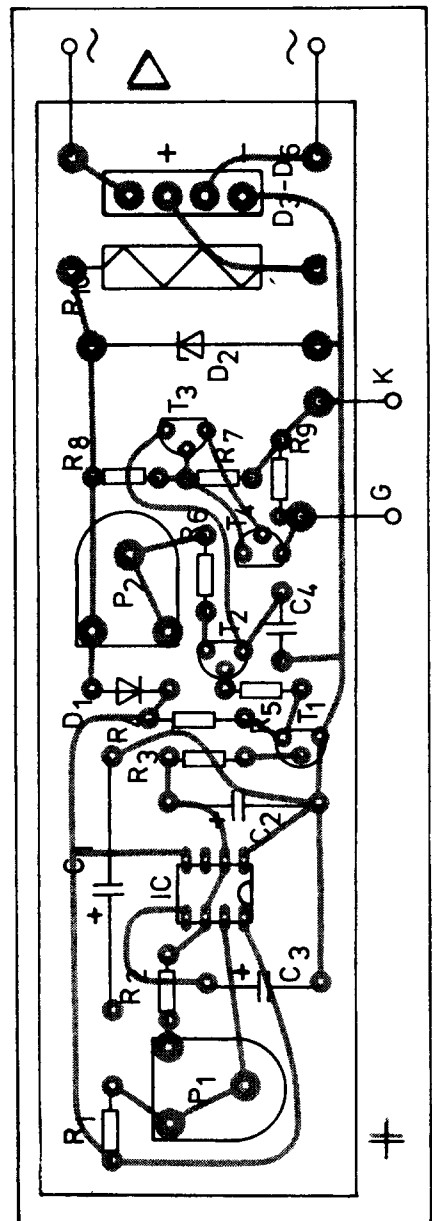 ~ ~
+ −
D3-D6
R10
D2
T3
K
R8
R7
R9
G
T4
R6
P2
T2
C4
D1
R
R5
T1
R3
+
C2
C1
IC
+
R2
+
C3
P1
R1